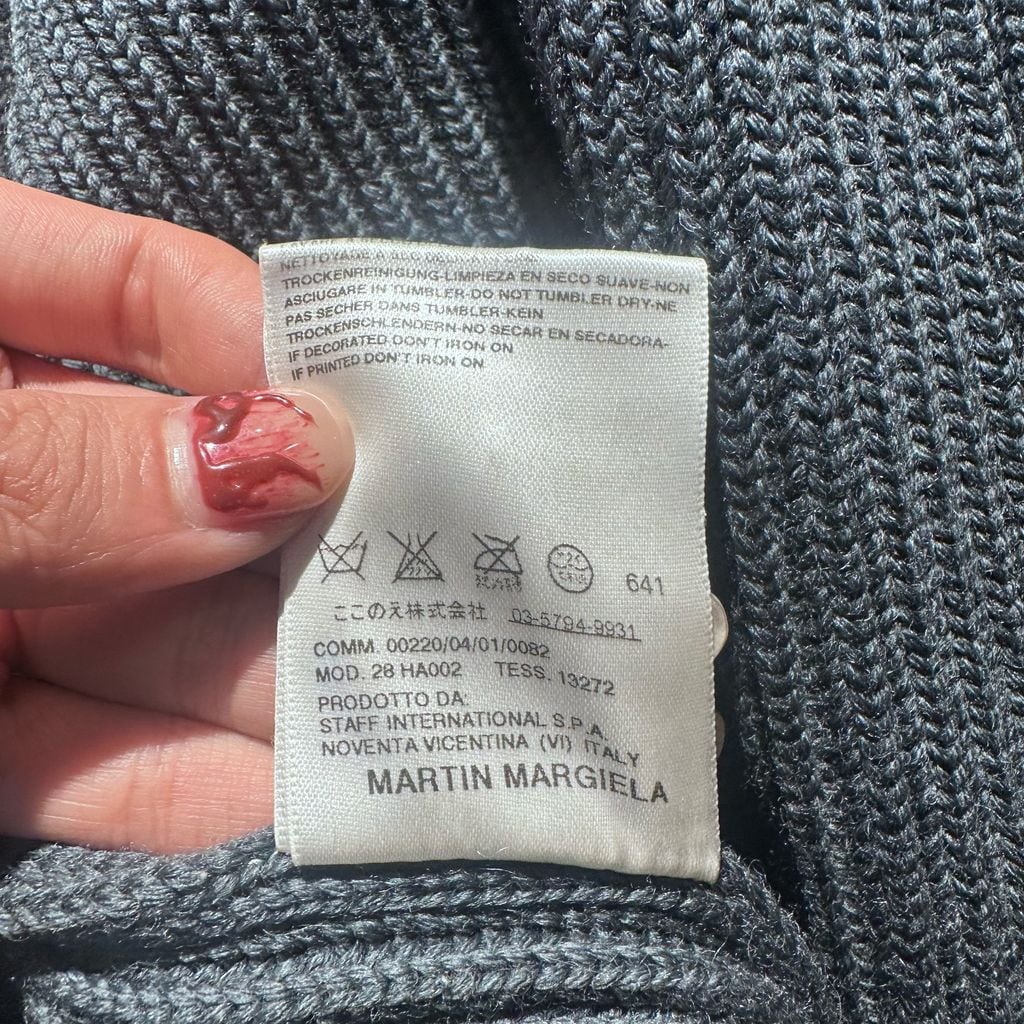 NETTOYAGE A SEC
TROCKENREINIGUNG-LIMPIEZA EN SECO SUAVE-NON
ASCIUGARE IN TUMBLER-DO NOT TUMBLER DRY-NE
PAS SECHER DANS TUMBLER-KEIN
TROCKENSCHLENDERN-NO SECAR EN SECADORA-
IF DECORATED DON'T IRON ON
IF PRINTED DON'T IRON ON
641
ここのえ株式会社 03-5794-9931
COMM. 00220/04/01/0082
MOD. 28 HA002 TESS. 13272
PRODOTTO DA:
STAFF INTERNATIONAL S.P.A.
NOVENTA VICENTINA (VI) ITALY
MARTIN MARGIELA